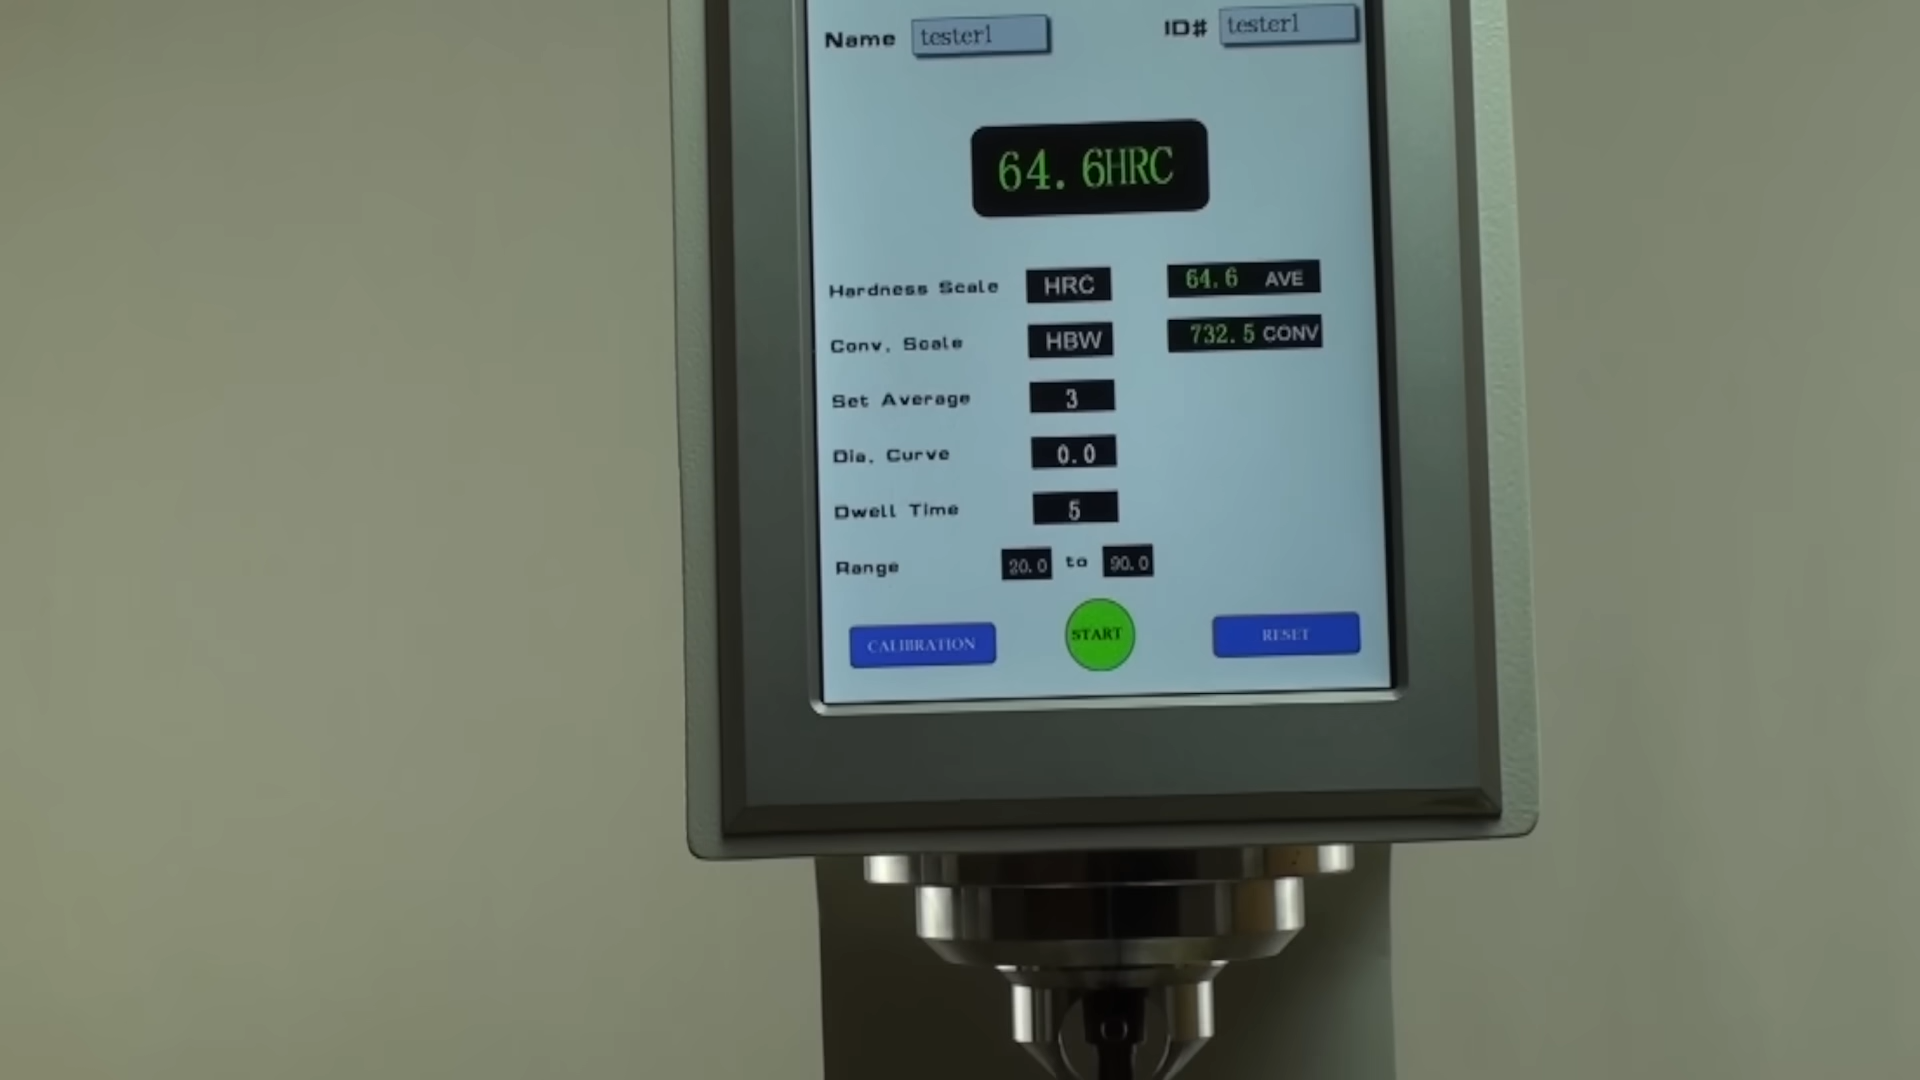 Name tester1 ID# tester1
64.6HRC
Hardness Scale HRC 64.6 AVE
Conv. Scale HBW 732.5 CONV
Set Average 3
Dia. Curve 0.0
Dwell Time 5
Range 20.0 to 90.0
CALIBRATION START RESET